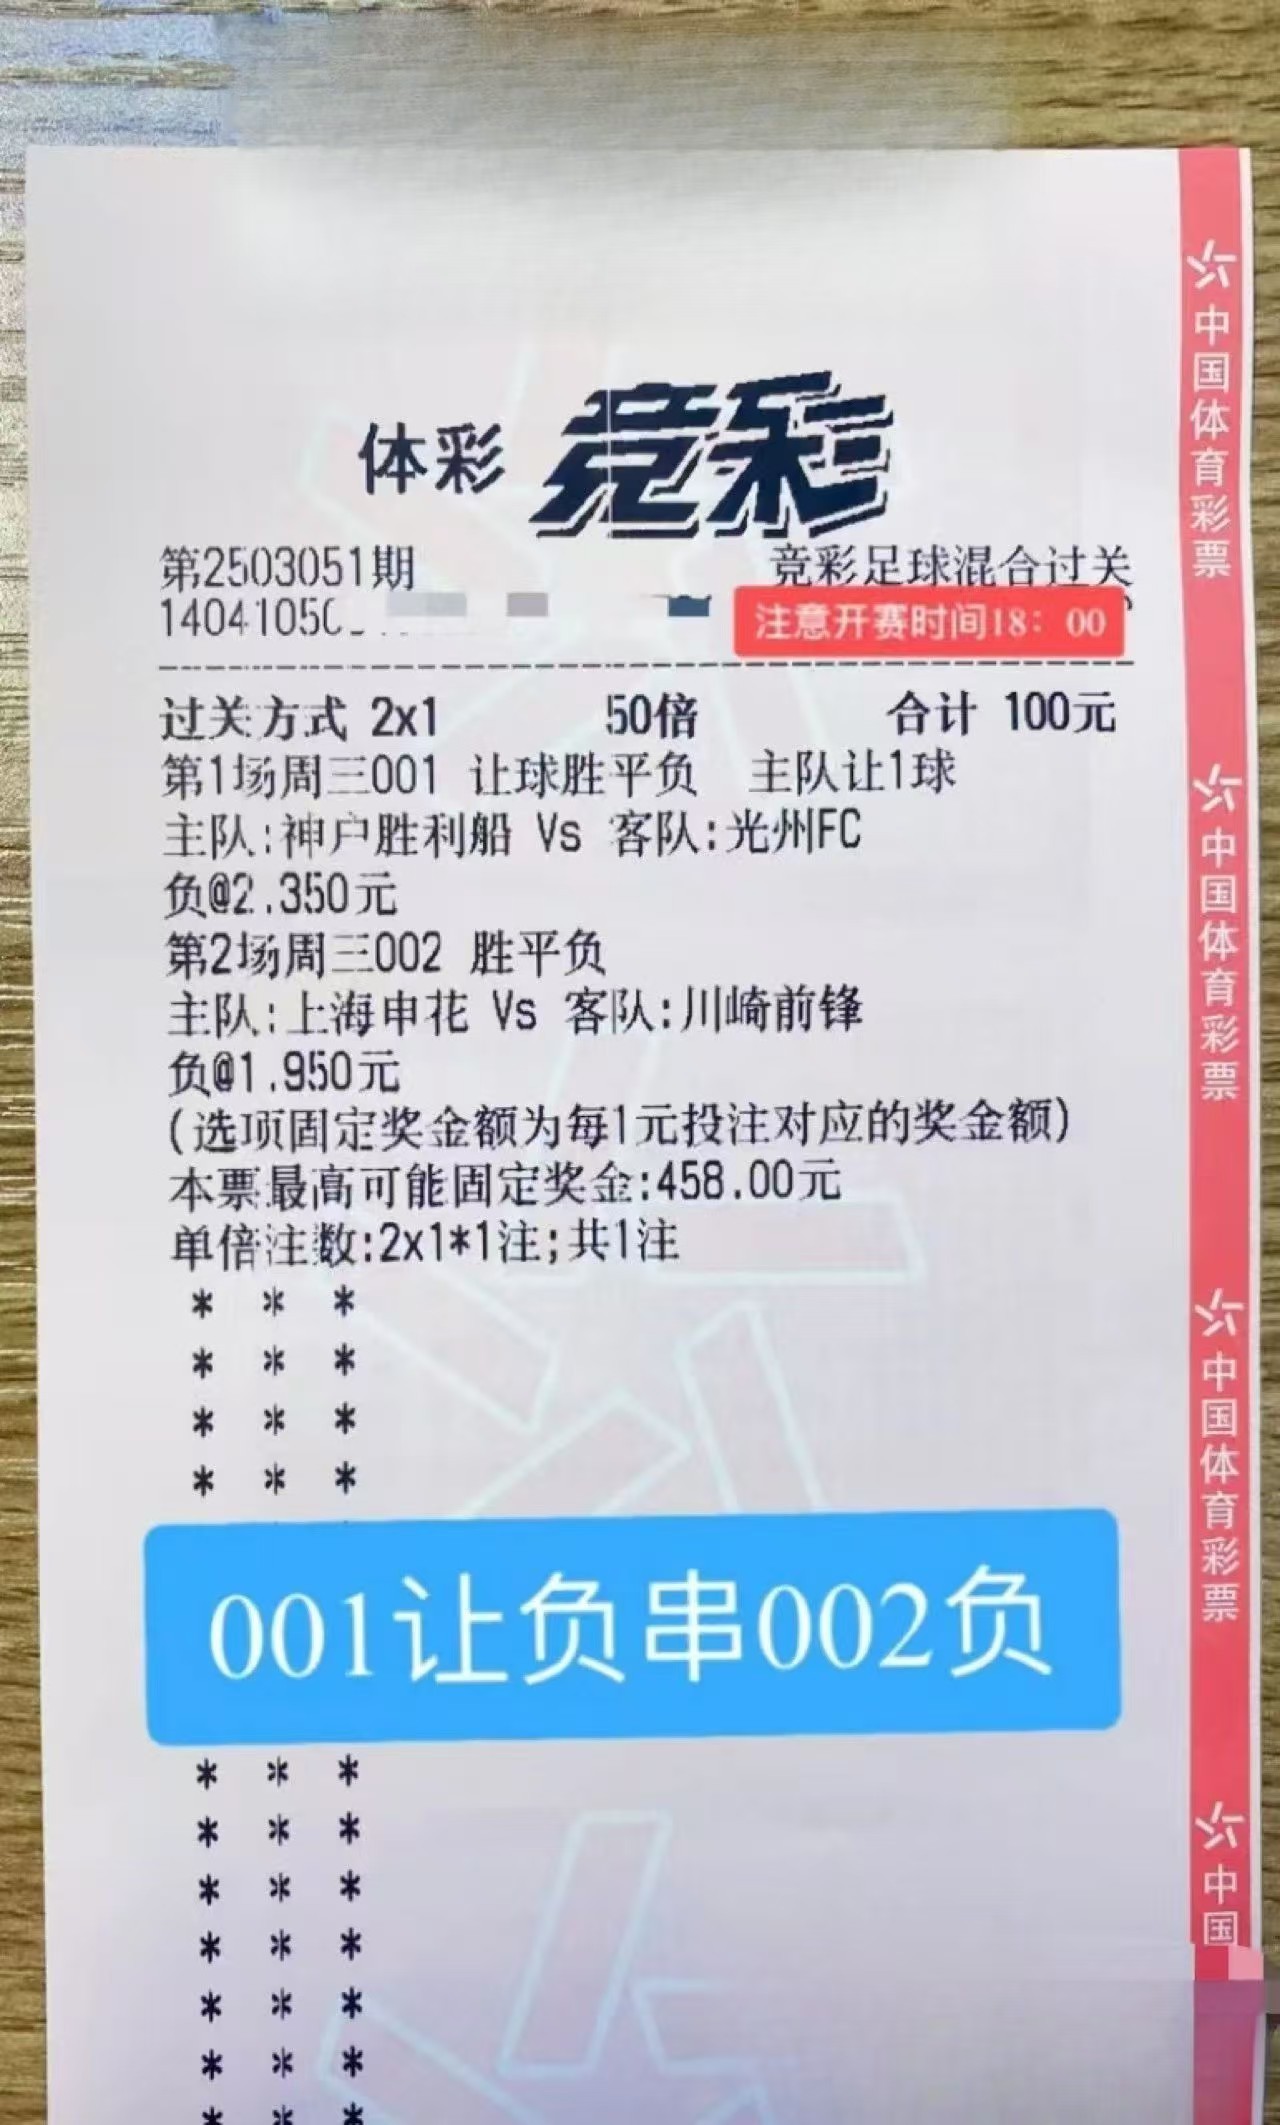 体彩 竞彩
第2503051期 竞彩足球混合过关
1404105
注意开赛时间18：00
过关方式 2x1 50倍 合计 100元
第1场周三001 让球胜平负 主队让1球
主队:神户胜利船 Vs 客队:光州FC
负@2.350元
第2场周三002 胜平负
主队:上海申花 Vs 客队:川崎前锋
负@1.950元
(选项固定奖金额为每1元投注对应的奖金额)
本票最高可能固定奖金:458.00元
单倍注数:2x1*1注;共1注
* * *
* * *
* * *
* * *
001让负串002负
* * *
* * *
* * *
* * *
* * *
* * *
* * *
中国体育彩票
中国体育彩票
中国体育彩票
中国